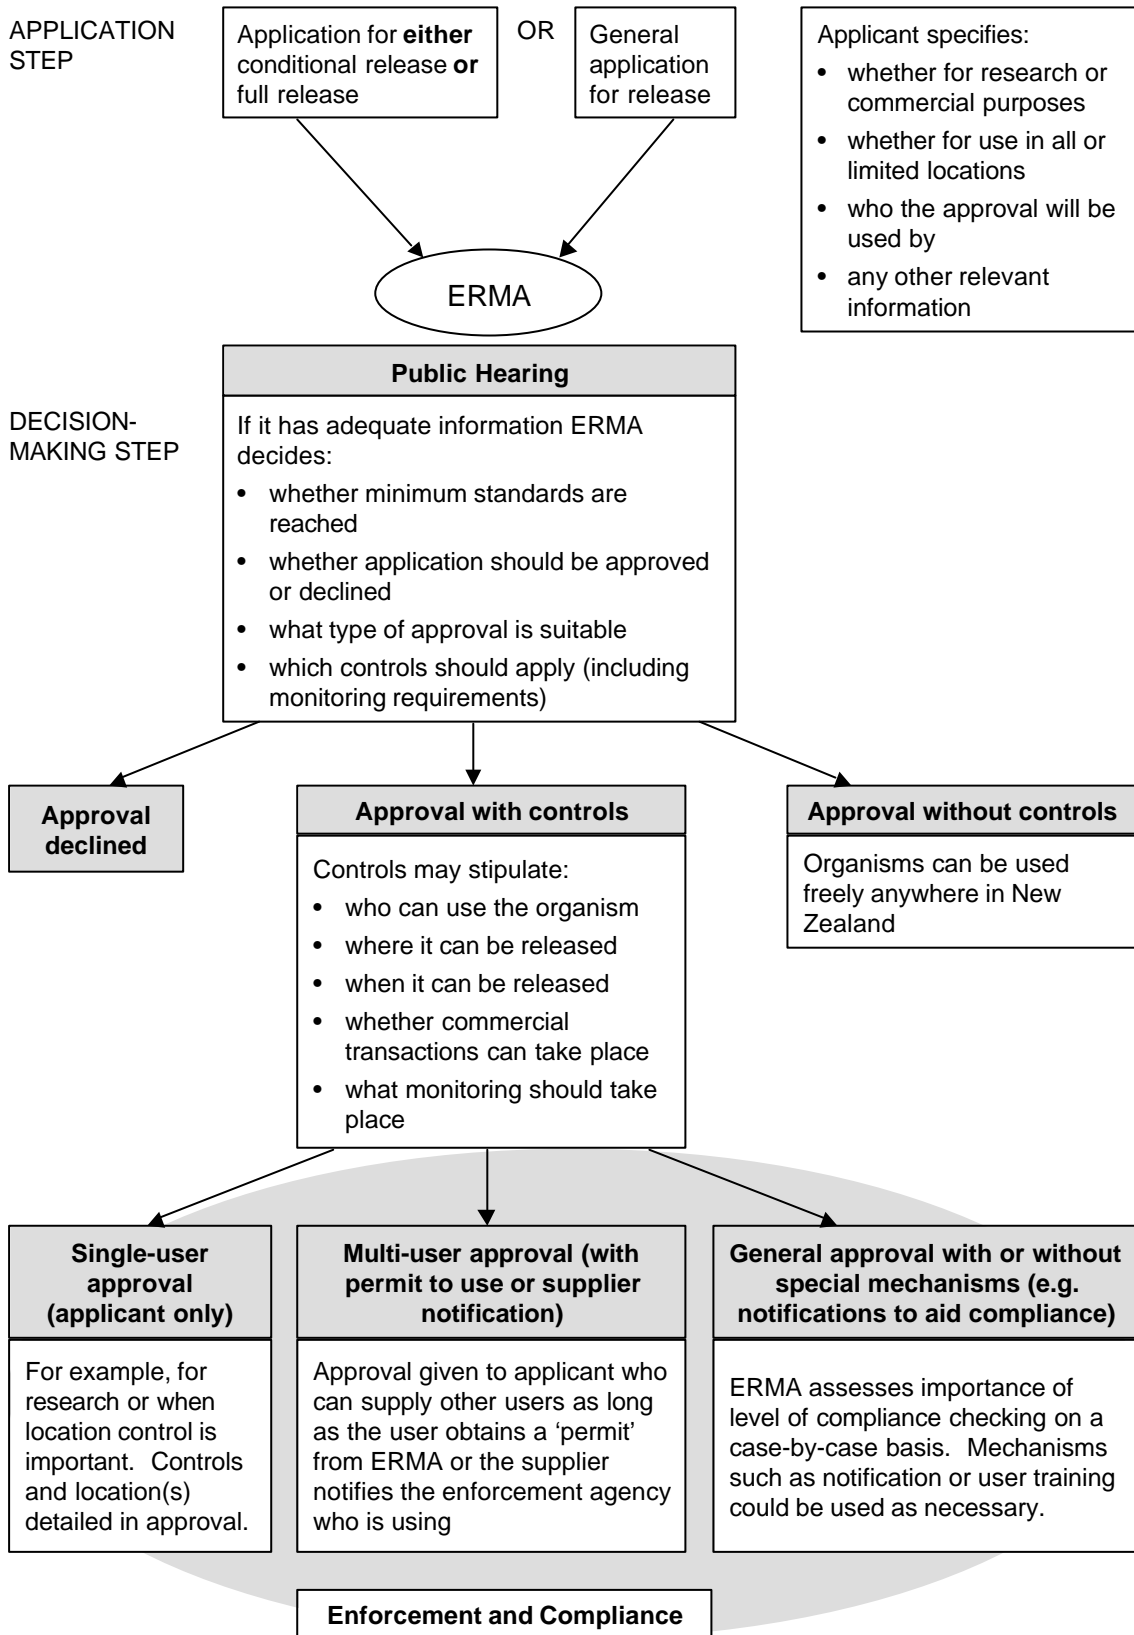 APPLICATION
STEP
Application for either
conditional release or
full release
OR
General
application
for release
Applicant specifies:
• whether for research or
commercial purposes
• whether for use in all or
limited locations
• who the approval will be
used by
• any other relevant
information
ERMA
Public Hearing
DECISION-
MAKING STEP
If it has adequate information ERMA
decides:
• whether minimum standards are
reached
• whether application should be approved
or declined
• what type of approval is suitable
• which controls should apply (including
monitoring requirements)
Approval
declined
Approval with controls
Controls may stipulate:
• who can use the organism
• where it can be released
• when it can be released
• whether commercial
transactions can take place
• what monitoring should take
place
Approval without controls
Organisms can be used
freely anywhere in New
Zealand
Single-user
approval
(applicant only)
For example, for
research or when
location control is
important. Controls
and location(s)
detailed in approval.
Multi-user approval (with
permit to use or supplier
notification)
Approval given to applicant who
can supply other users as long
as the user obtains a ‘permit’
from ERMA or the supplier
notifies the enforcement agency
who is using
General approval with or without
special mechanisms (e.g.
notifications to aid compliance)
ERMA assesses importance of
level of compliance checking on a
case-by-case basis. Mechanisms
such as notification or user training
could be used as necessary.
Enforcement and Compliance